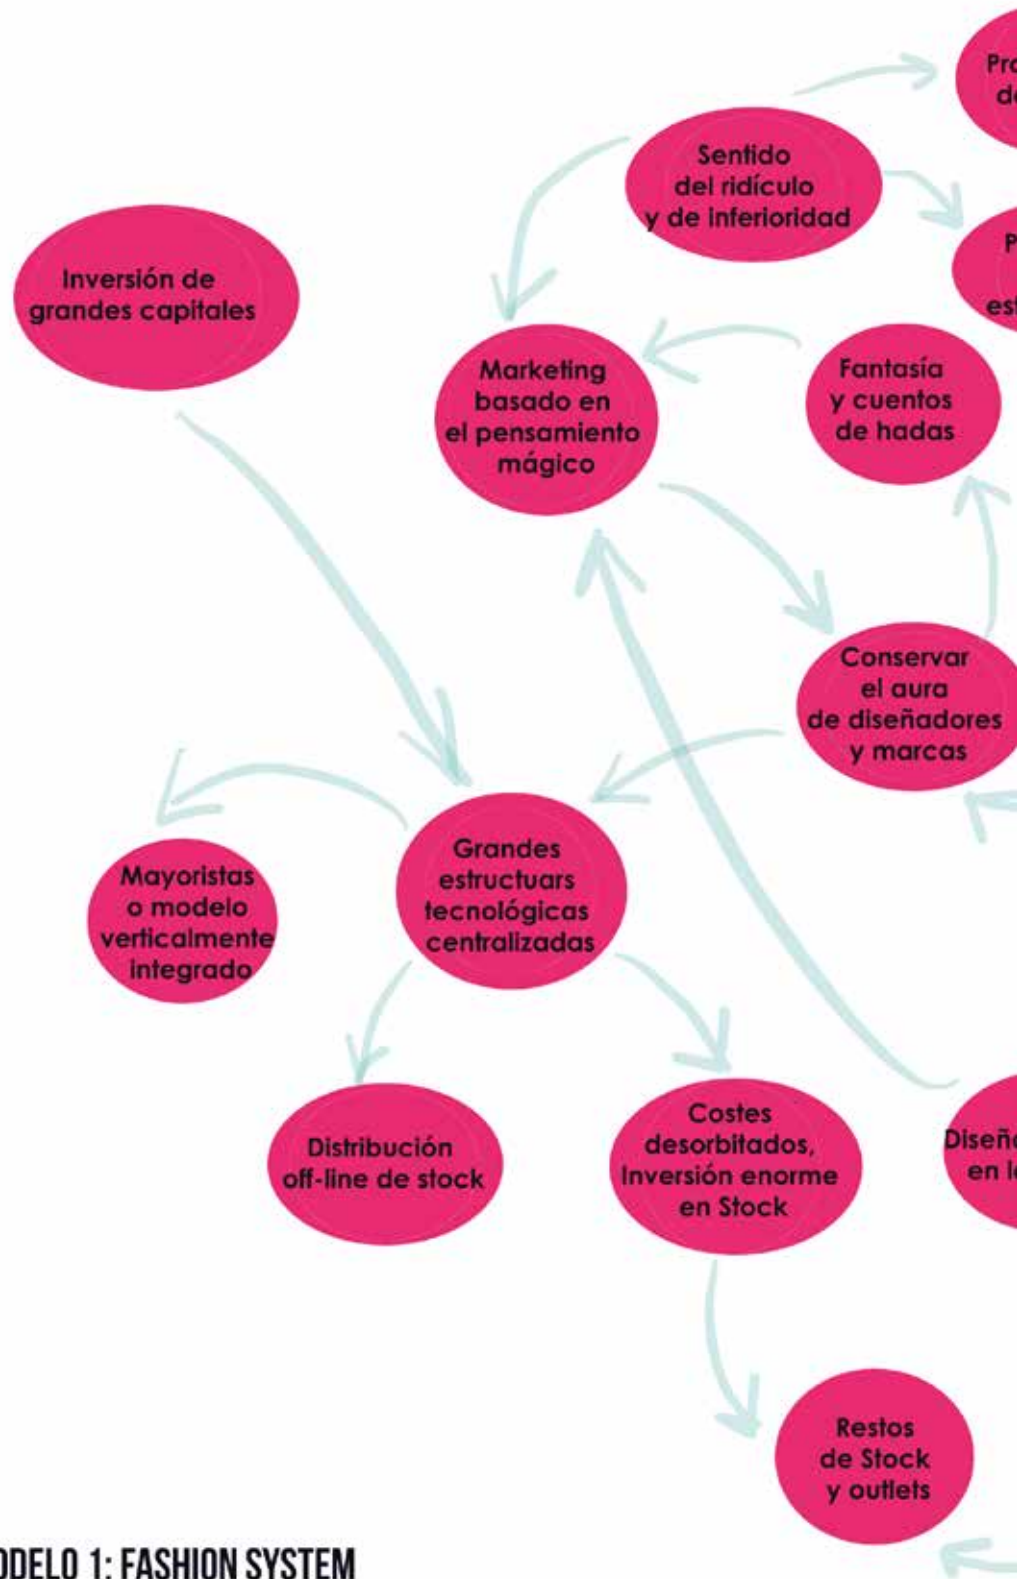 Sentido
del ridículo
y de inferioridad
Inversión de
grandes capitales
Marketing
basado en
el pensamiento
mágico
Fantasía
y cuentos
de hadas
Conservar
el aura
de diseñadores
y marcas
Grandes
estructuars
tecnológicas
centralizadas
Mayoristas
o modelo
verticalmente
integrado
Distribución
off-line de stock
Costes
desorbitados,
Inversión enorme
en Stock
en
Restos
de Stock
y outlets
1: FASHION SYSTEM